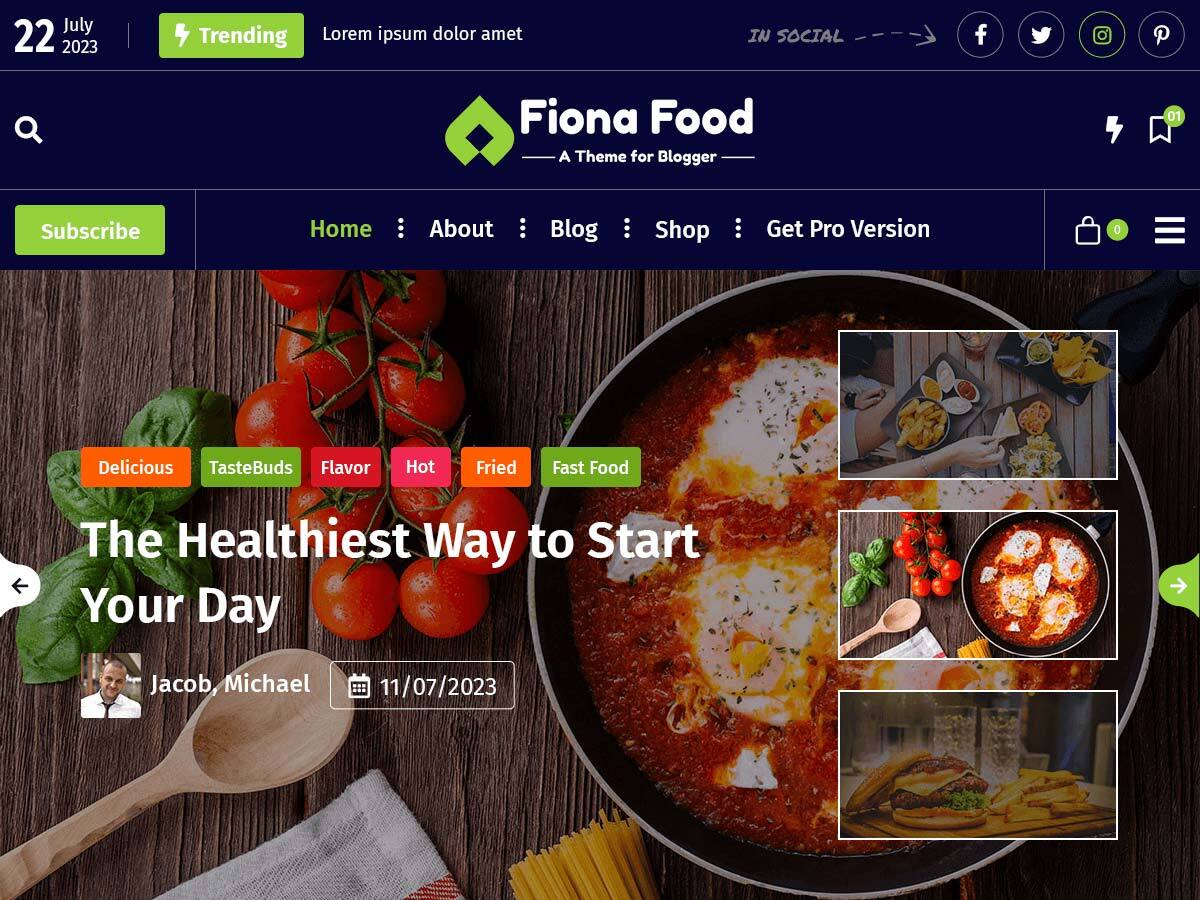 22 July 2023
Trending
Lorem ipsum dolor amet
IN SOCIAL
Fiona Food
A Theme for Blogger
01
Subscribe
Home
About
Blog
Shop
Get Pro Version
0
Delicious
TasteBuds
Flavor
Hot
Fried
Fast Food
The Healthiest Way to Start
Your Day
Jacob, Michael
11/07/2023